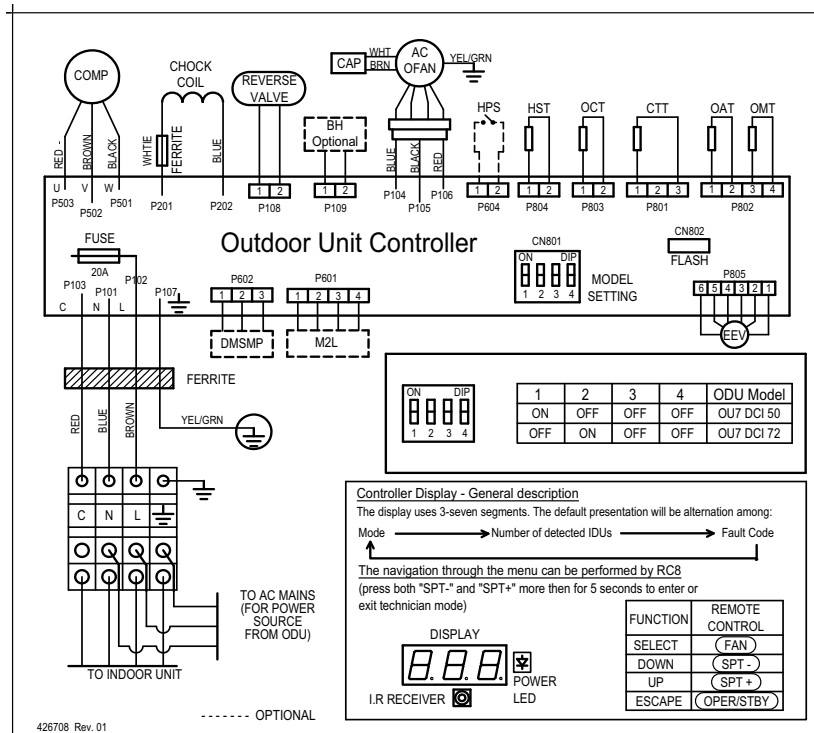 COMP
CHOCK
COIL
REVERSE
VALVE
BH
Optional
CAP
WHT
BRN
AC
OFAN
YEL/GRN
HPS
HST
OCT
CTT
OAT
OMT
RED -
BROWN
BLACK
WHTIE
FERRITE
BLUE
BLUE
BLACK
RED
U
V
W
P503
P502
P501
P201
P202
1 2
P108
1 2
P109
P104
P105
P106
1 2
P604
1 2
P804
1 2
P803
1 2 3
P801
1 2 3 4
P802
FUSE
20A
Outdoor Unit Controller
CN801
ON DIP
1 2 3 4
MODEL
SETTING
CN802
FLASH
P805
6 5 4 3 2 1
EEV
P103
P101
P102
P107
C N L
P602
1 2 3
DMSMP
P601
1 2 3 4
M2L
FERRITE
RED
BLUE
BROWN
YEL/GRN
ON DIP
1 2 3 4
1 2 3 4 ODU Model
ON OFF OFF OFF OU7 DCI 50
OFF ON OFF OFF OU7 DCI 72
C N L
TO AC MAINS
(FOR POWER
SOURCE
FROM ODU)
TO INDOOR UNIT
Controller Display - General description
The display uses 3-seven segments. The default presentation will be alternation among:
Mode Number of detected IDUs Fault Code
The navigation through the menu can be performed by RC8
(press both "SPT-" and "SPT+" more then for 5 seconds to enter or
exit technician mode)
DISPLAY
8.8.8.
POWER
LED
I.R RECEIVER
FUNCTION REMOTE CONTROL
SELECT FAN
DOWN SPT -
UP SPT +
ESCAPE OPER/STBY
------- OPTIONAL
426708 Rev. 01